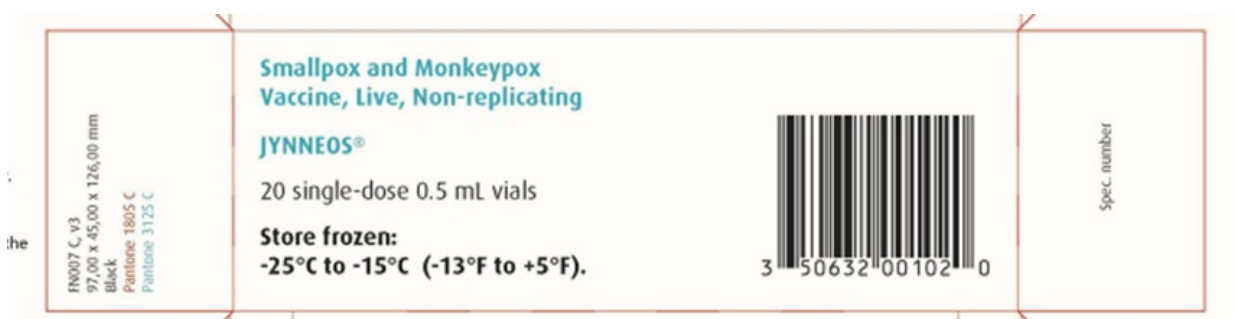 .
the
FN007 C, v3
97,00 x 45,00 x 126,00 mm
Black
Pantone 1805 C
Pantone 3125 C
Smallpox and Monkeypox
Vaccine, Live, Non-replicating
JYNNEOS®
20 single-dose 0.5 mL vials
Store frozen:
-25°C to -15°C (-13°F to +5°F).
3 50632 00102 0
Spec. number